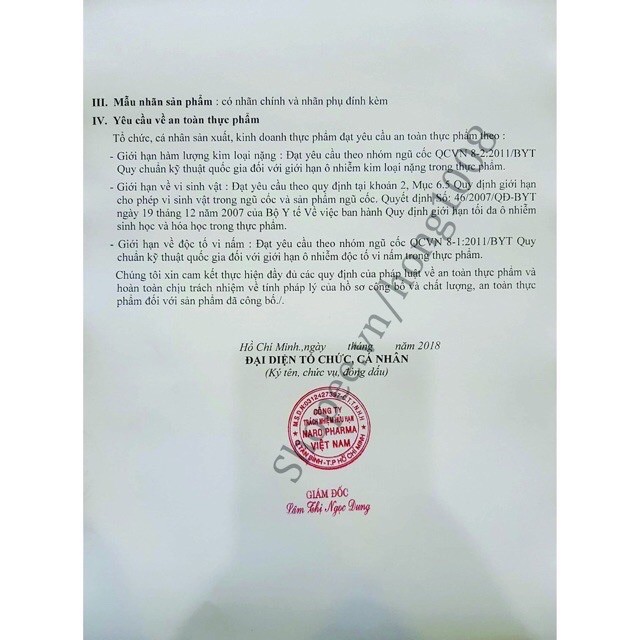 III. Mẫu nhãn sản phẩm : có nhãn chính và nhãn phụ đính kèm
IV. Yêu cầu về an toàn thực phẩm
Tổ chức, cá nhân sản xuất, kinh doanh thực phẩm đạt yêu cầu an toàn thực phẩm theo :
- Giới hạn hàm lượng kim loại nặng : Đạt yêu cầu theo nhóm ngũ cốc QCVN 8-2:2011/BYT
Quy chuẩn kỹ thuật quốc gia đối với giới hạn ô nhiễm kim loại nặng trong thực phẩm.
- Giới hạn về vi sinh vật : Đạt yêu cầu theo quy định tại khoản 2, Mục 6.5 Quy định giới hạn
cho phép vi sinh vật trong ngũ cốc và sản phẩm ngũ cốc. Quyết định Số: 46/2007/QĐ-BYT
ngày 19 tháng 12 năm 2007 của Bộ Y tế Về việc ban hành Quy định giới hạn tối đa ô nhiễm
sinh học và hóa học trong thực phẩm.
- Giới hạn về độc tố vi nấm : Đạt yêu cầu theo nhóm ngũ cốc QCVN 8-1:2011/BYT Quy
chuẩn kỹ thuật quốc gia đối với giới hạn ô nhiễm độc tố vi nấm trong thực phẩm.
Chúng tôi xin cam kết thực hiện đầy đủ các quy định của pháp luật về an toàn thực phẩm và
hoàn toàn chịu trách nhiệm về tính pháp lý của hồ sơ công bố và chất lượng, an toàn thực
phẩm đối với sản phẩm đã công bố./.
Hồ Chí Minh.,ngày tháng năm 2018
ĐẠI DIỆN TỔ CHỨC, CÁ NHÂN
(Ký tên, chức vụ, đóng dấu)
CÔNG TY
TRÁCH NHIỆM HỮU HẠN
NARO PHARMA
VIỆT NAM
Q.TÂN BÌNH-T.P HỒ CHÍ MINH
GIÁM ĐỐC
Lâm Thị Ngọc Dung
Shopee.vn/hong1008